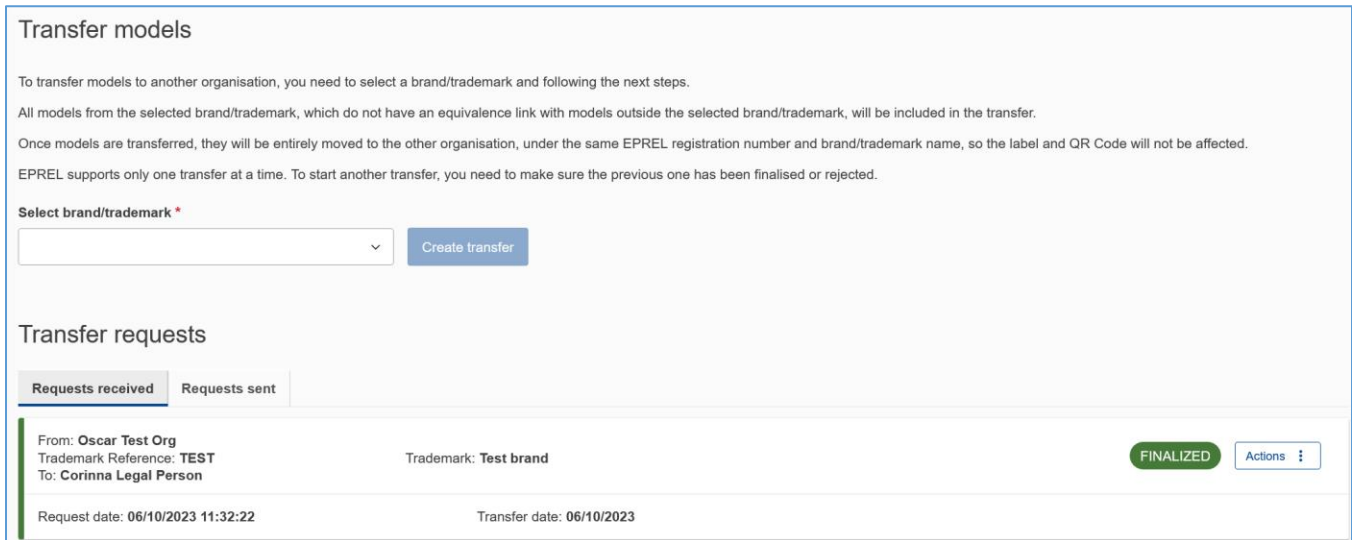 Transfer models
To transfer models to another organisation, you need to select a brand/trademark and following the next steps.
All models from the selected brand/trademark, which do not have an equivalence link with models outside the selected brand/trademark, will be included in the transfer.
Once models are transferred, they will be entirely moved to the other organisation, under the same EPREL registration number and brand/trademark name, so the label and QR Code will not be affected.
EPREL supports only one transfer at a time. To start another transfer, you need to make sure the previous one has been finalised or rejected.
Select brand/trademark *
Create transfer
Transfer requests
Requests received Requests sent
From: Oscar Test Org
Trademark Reference: TEST Trademark: Test brand FINALIZED Actions
To: Corinna Legal Person
Request date: 06/10/2023 11:32:22 Transfer date: 06/10/2023